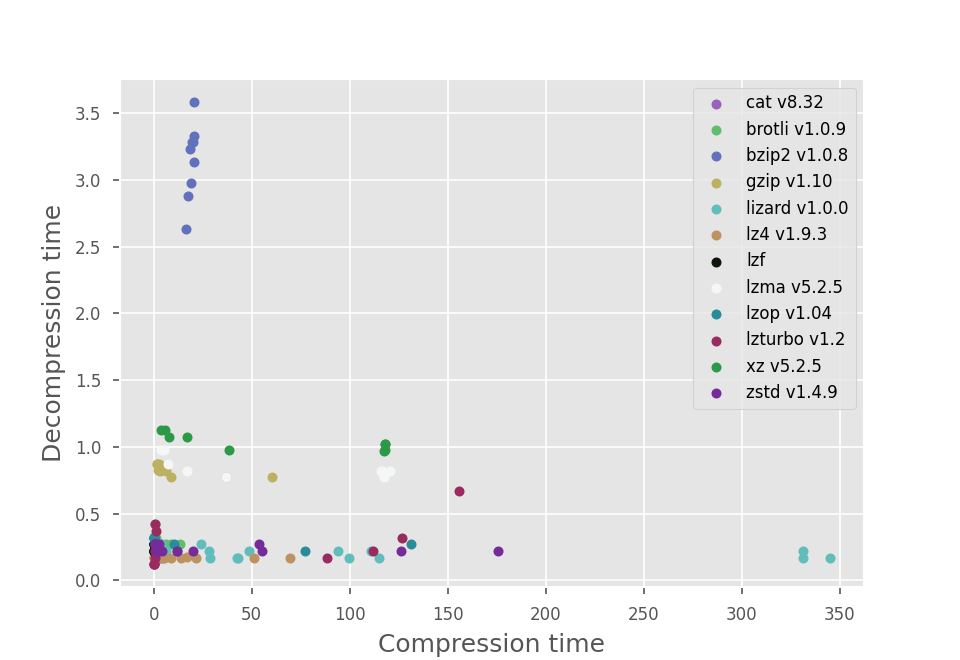 cat v8.32
brotli v1.0.9
bzip2 v1.0.8
gzip v1.10
lizard v1.0.0
lz4 v1.9.3
lzf
lzma v5.2.5
lzop v1.04
lzturbo v1.2
xz v5.2.5
zstd v1.4.9
Decompression time
3.5
3.0
2.5
2.0
1.5
1.0
0.5
0.0
0 50 100 150 200 250 300 350
Compression time